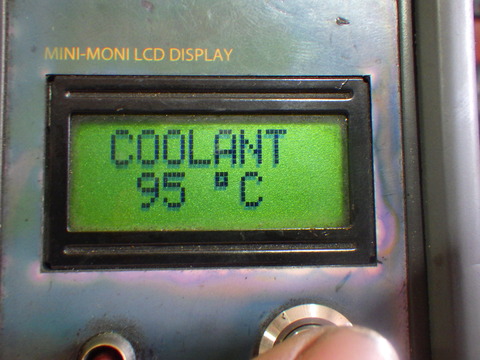 MINI-MONI LCD DISPLAY
COOLANT
95 °C